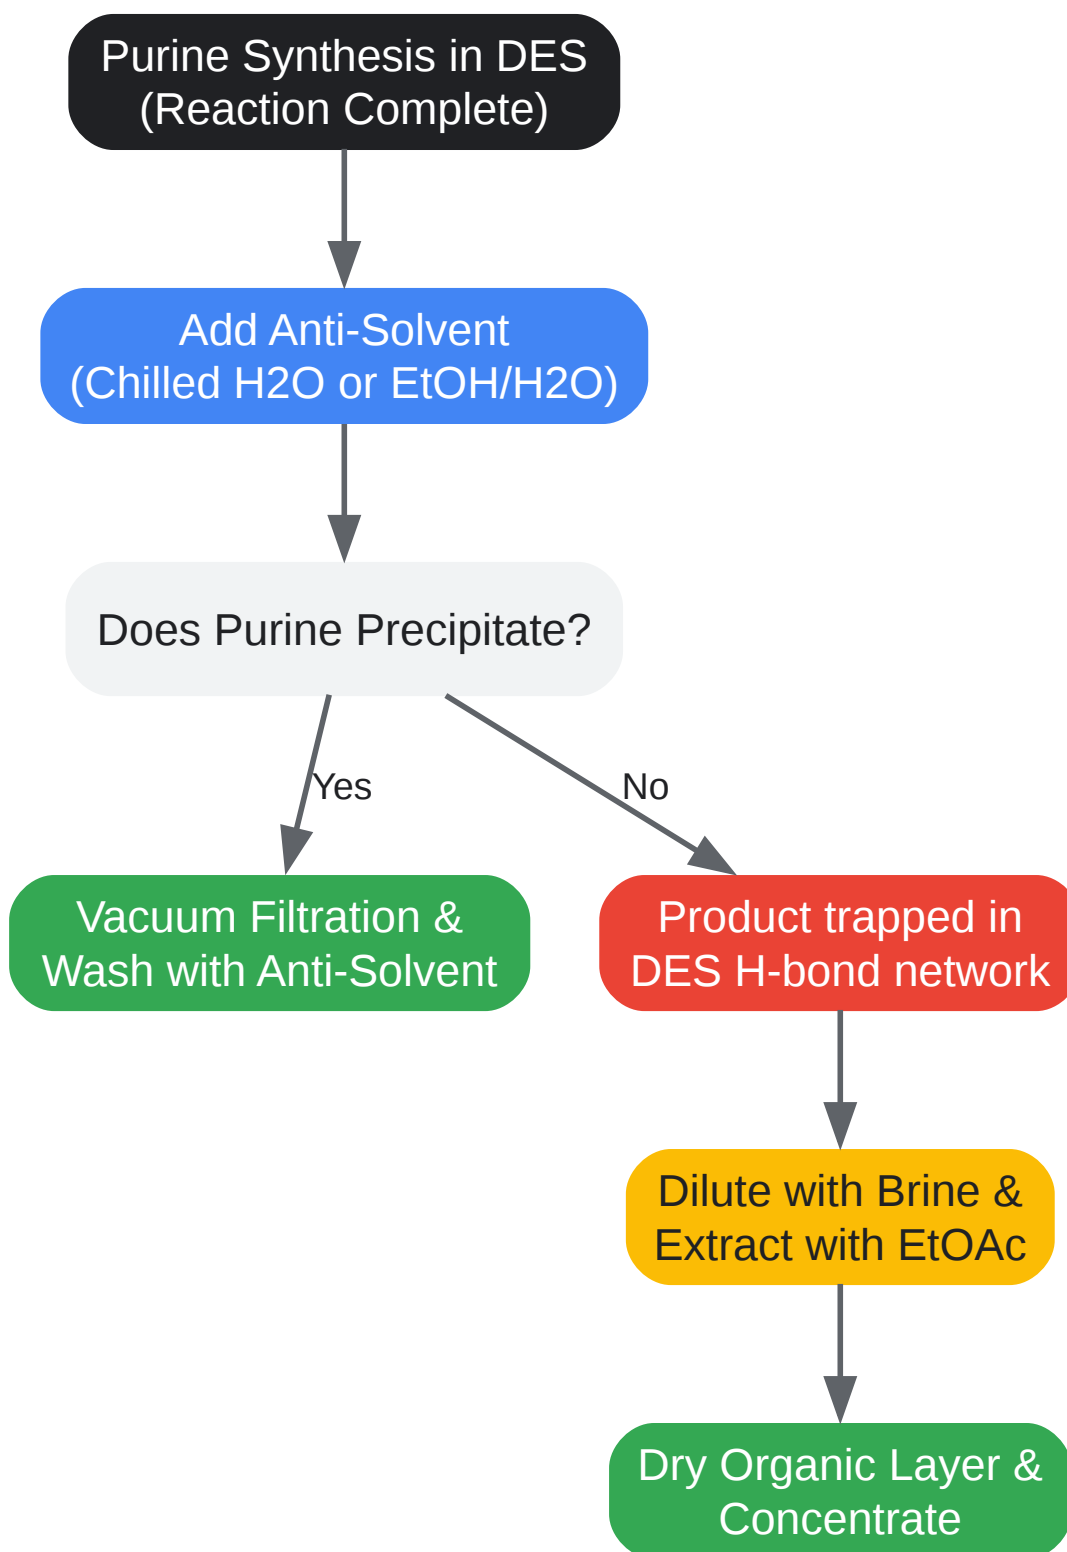 Purine Synthesis in DES
(Reaction Complete)
Add Anti-Solvent
(Chilled H2O or EtOH/H2O)
Does Purine Precipitate?
Yes
No
Vacuum Filtration &
Wash with Anti-Solvent
Product trapped in
DES H-bond network
Dilute with Brine &
Extract with EtOAc
Dry Organic Layer &
Concentrate